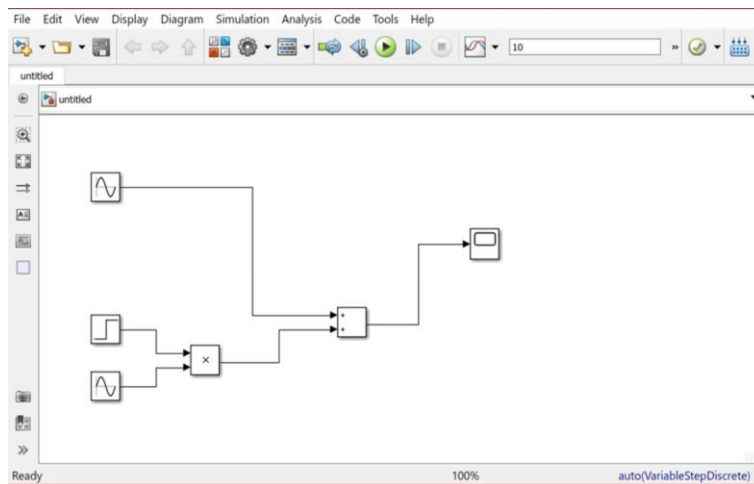 File Edit View Display Diagram Simulation Analysis Code Tools Help
10 »
untitled
untitled
A
×
+
+
»
Ready 100% auto(VariableStepDiscrete)